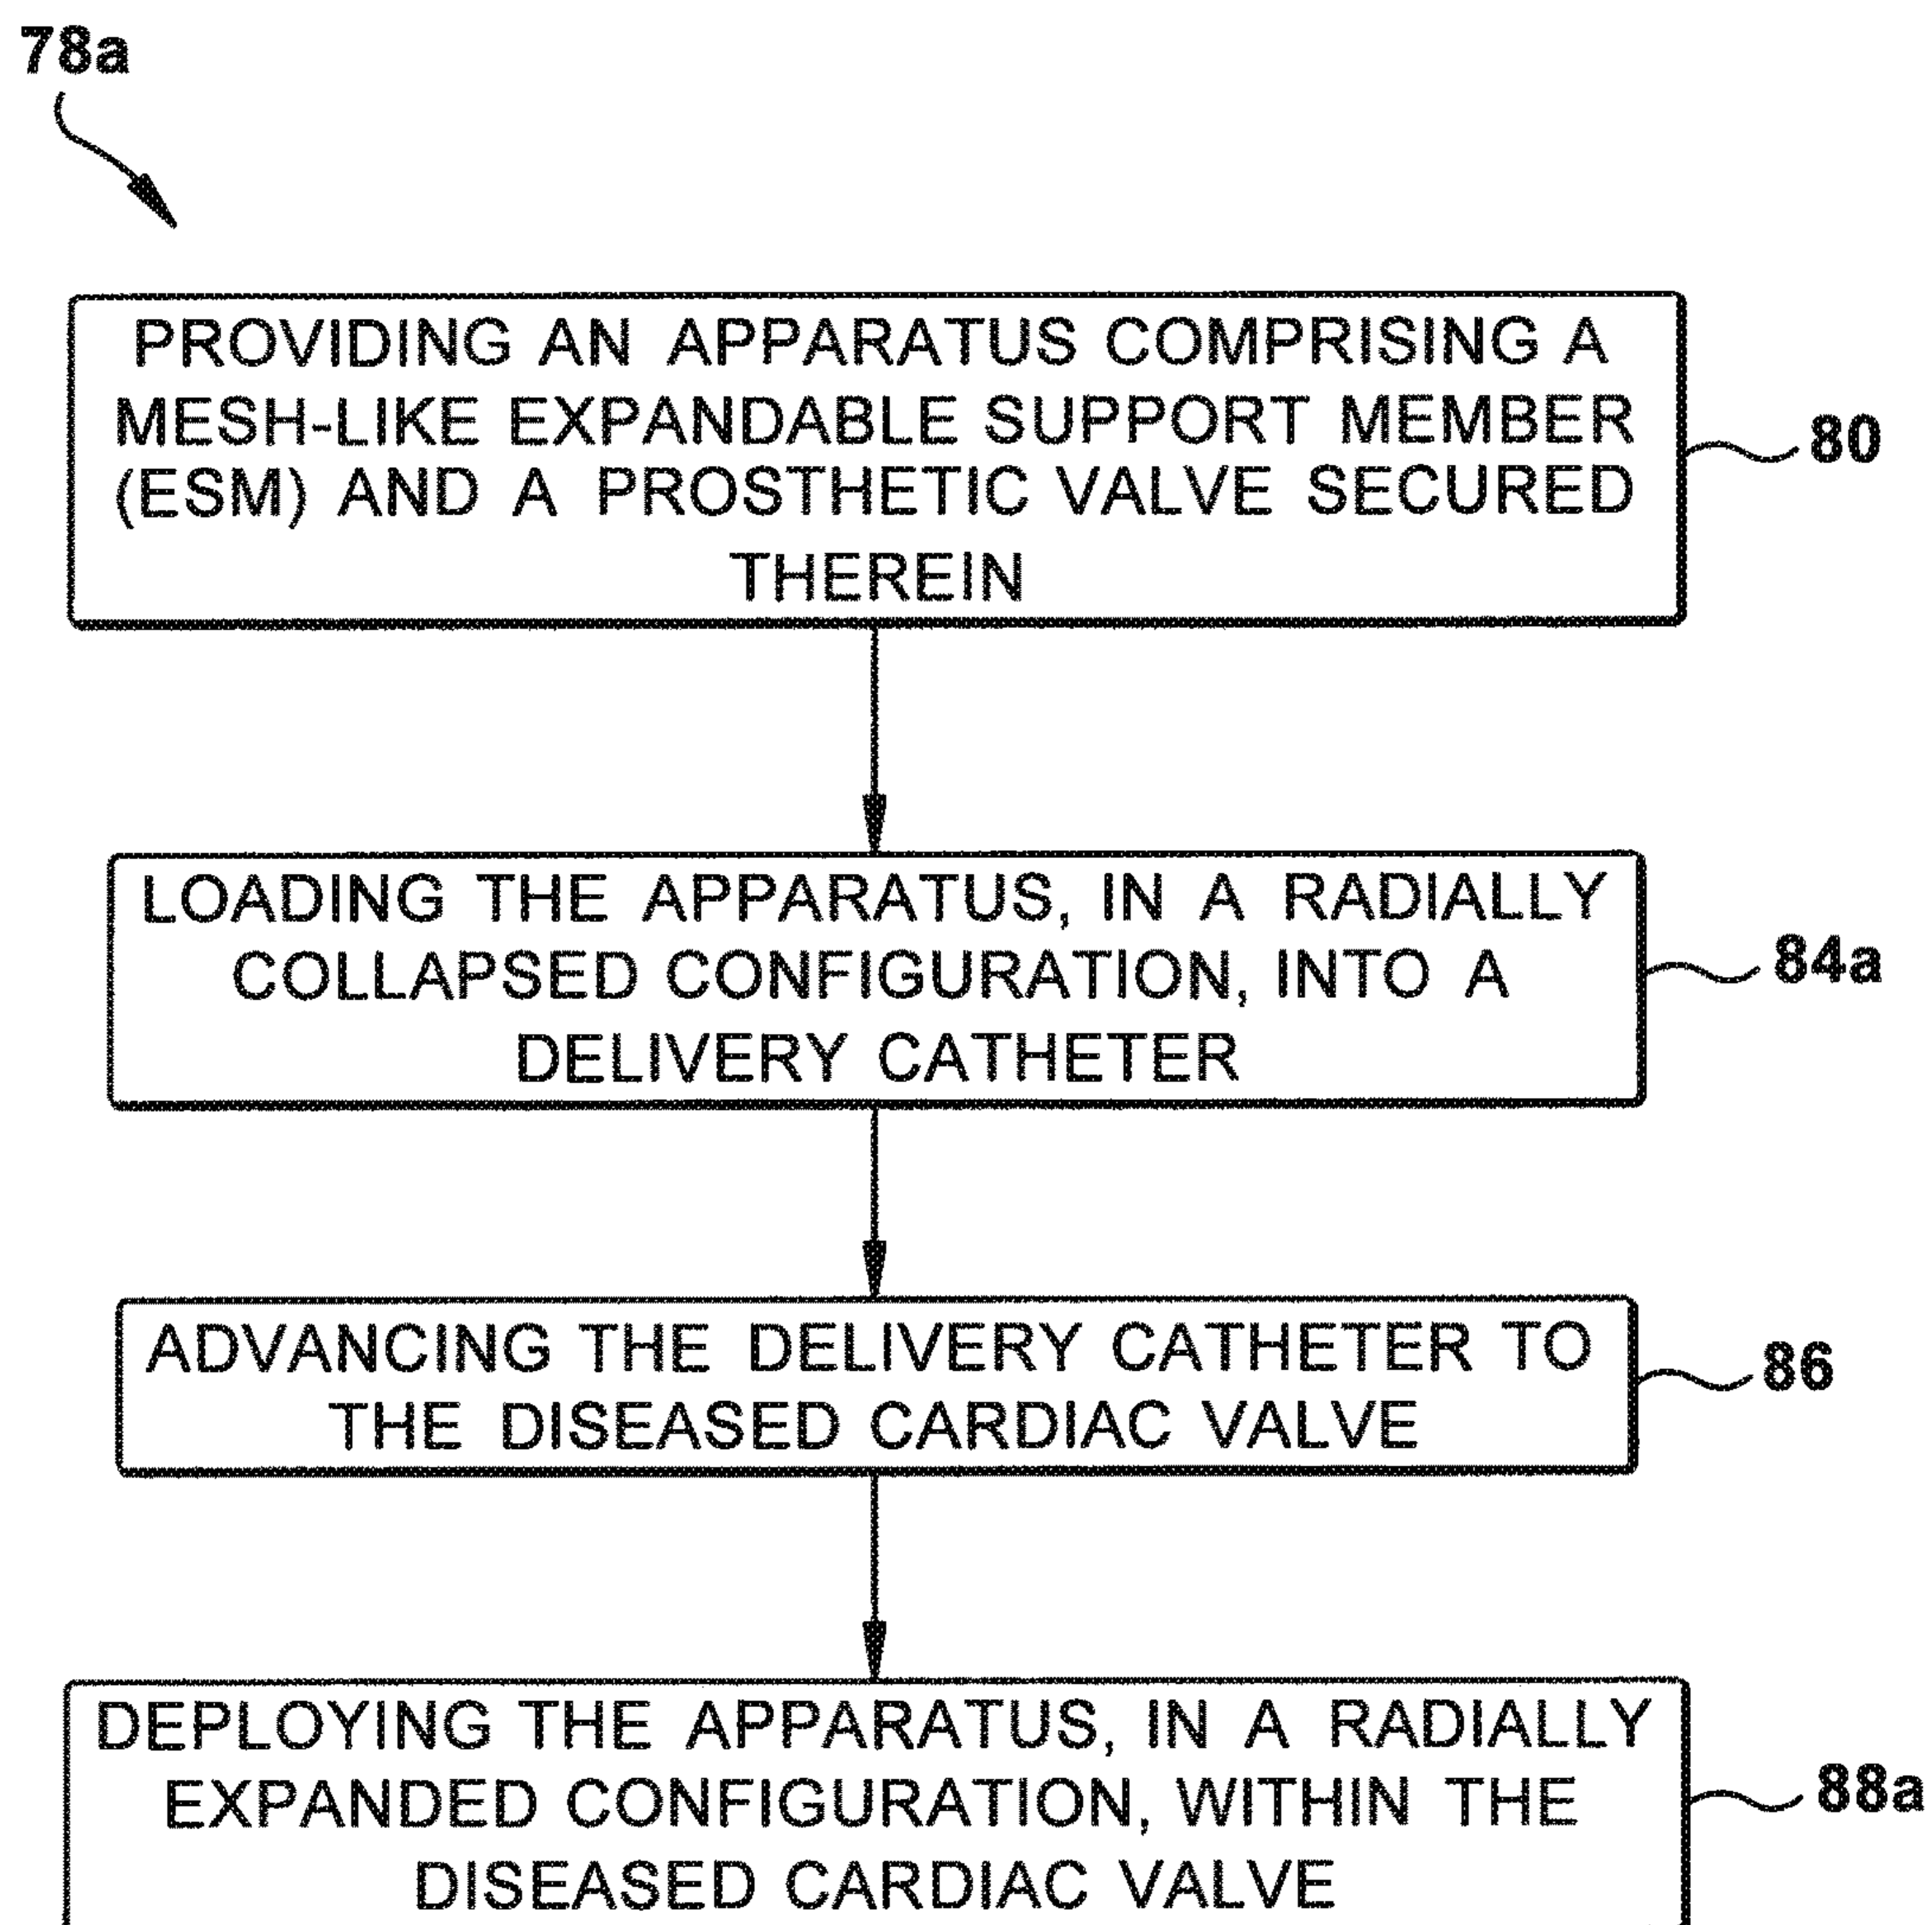 78a
PROVIDING AN APPARATUS COMPRISING A
MESH-LIKE EXPANDABLE SUPPORT MEMBER
(ESM) AND A PROSTHETIC VALVE SECURED
THEREIN
80
LOADING THE APPARATUS, IN A RADIALLY
COLLAPSED CONFIGURATION, INTO A
DELIVERY CATHETER
84a
ADVANCING THE DELIVERY CATHETER TO
THE DISEASED CARDIAC VALVE
86
DEPLOYING THE APPARATUS, IN A RADIALLY
EXPANDED CONFIGURATION, WITHIN THE
DISEASED CARDIAC VALVE
88a